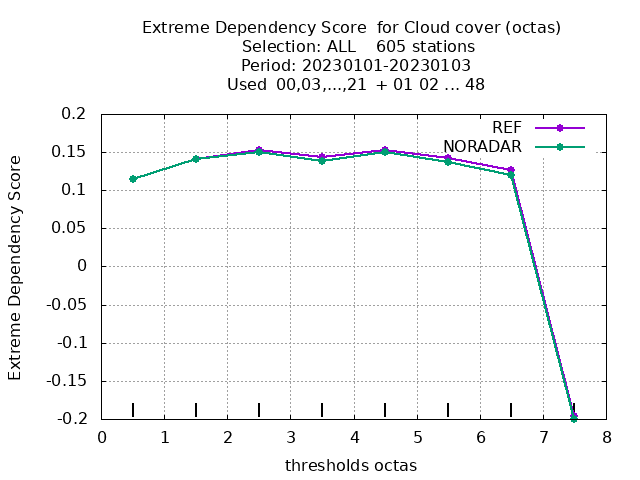 Extreme Dependency Score  for Cloud cover (octas)
Selection: ALL    605 stations
Period: 20230101-20230103
Used  00,03,...,21  + 01 02 ... 48
REF
NORADAR
0.2
0.15
0.1
0.05
0
-0.05
-0.1
-0.15
-0.2
Extreme Dependency Score
0 1 2 3 4 5 6 7 8
thresholds octas